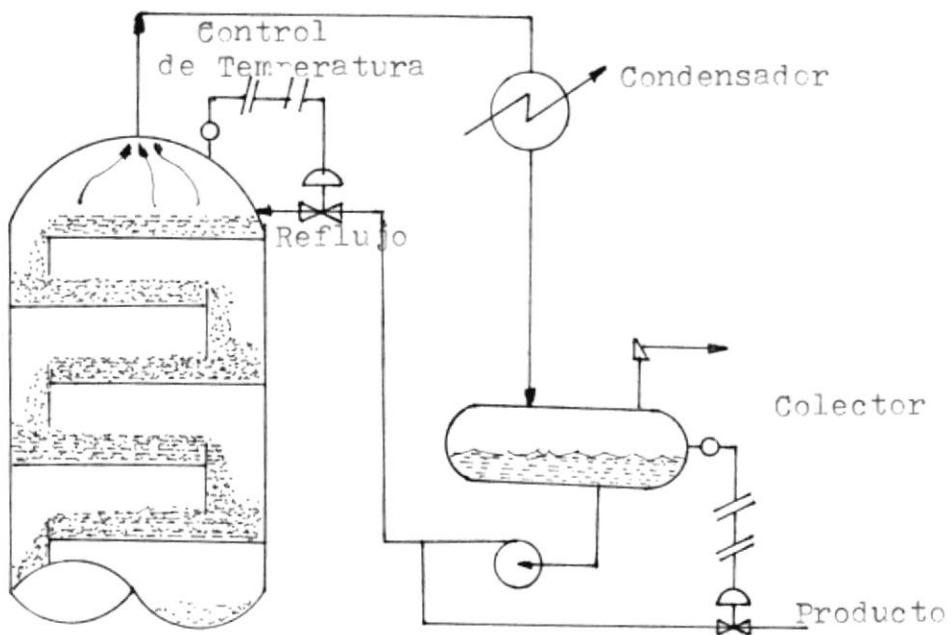 Control
de Temperatura
Condensador
Reflujo
Colector
Producto